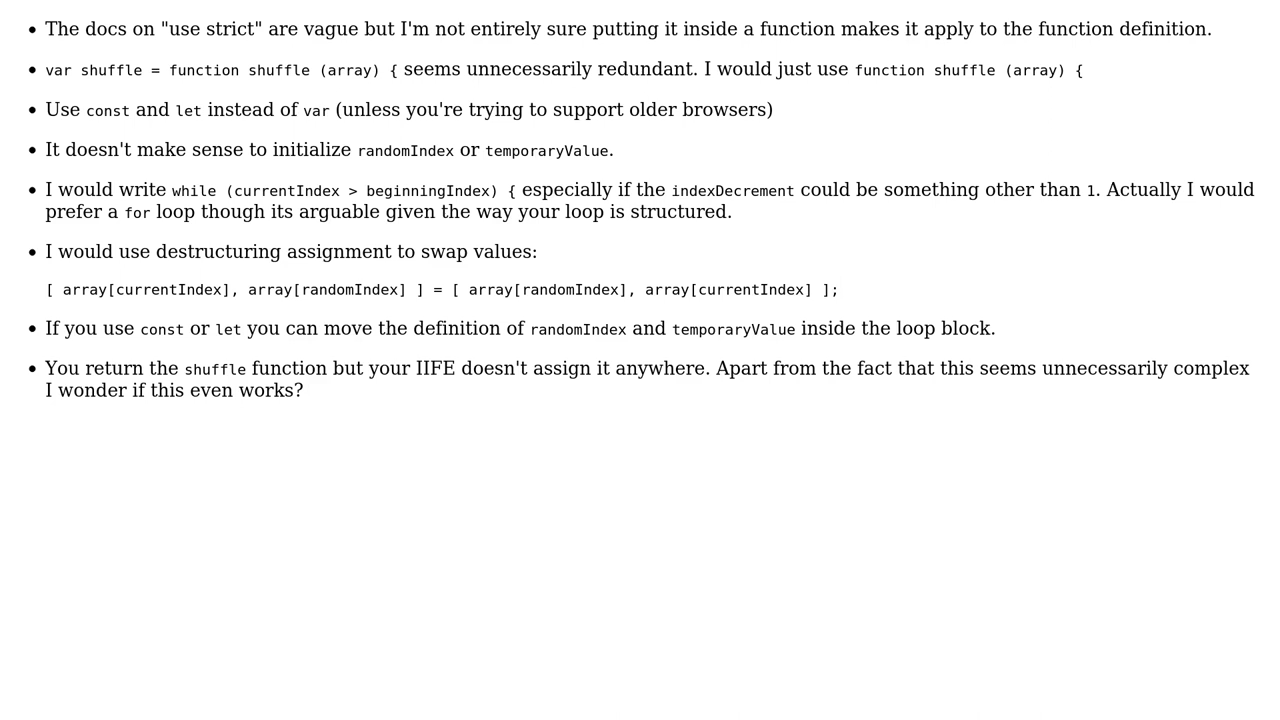 • The docs on "use strict" are vague but I'm not entirely sure putting it inside a function makes it apply to the function definition.
• var shuffle = function shuffle (array) { seems unnecessarily redundant. I would just use function shuffle (array) {
• Use const and let instead of var (unless you're trying to support older browsers)
• It doesn't make sense to initialize randomIndex or temporaryValue.
• I would write while (currentIndex > beginningIndex) { especially if the indexDecrement could be something other than 1. Actually I would
prefer a for loop though its arguable given the way your loop is structured.
• I would use destructuring assignment to swap values:
[ array[currentIndex], array[randomIndex] ] = [ array[randomIndex], array[currentIndex] ];
• If you use const or let you can move the definition of randomIndex and temporaryValue inside the loop block.
• You return the shuffle function but your IIFE doesn't assign it anywhere. Apart from the fact that this seems unnecessarily complex
I wonder if this even works?